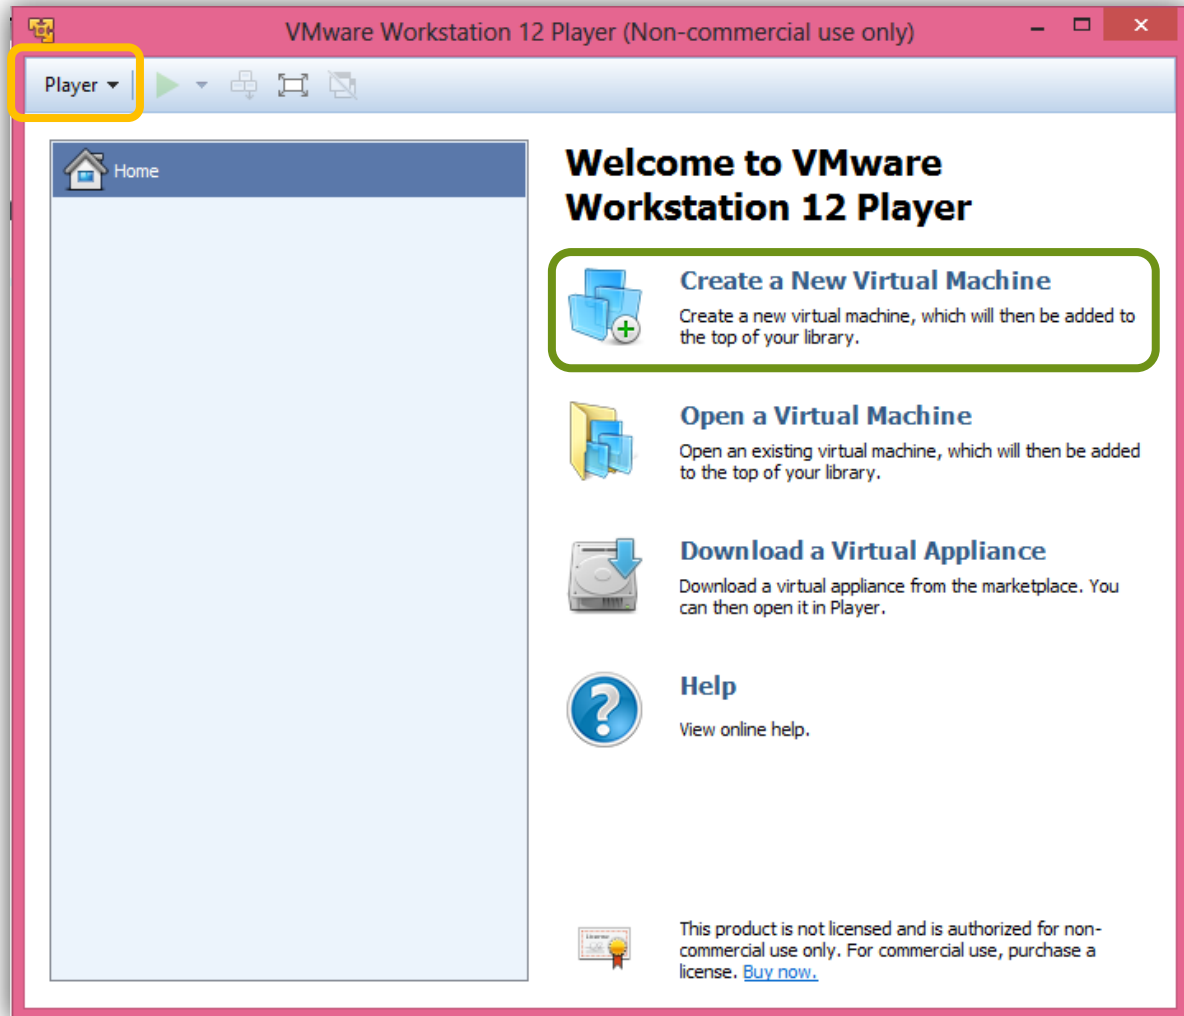 VMware Workstation 12 Player (Non-commercial use only)
Player
Home
Welcome to VMware
Workstation 12 Player
Create a New Virtual Machine
Create a new virtual machine, which will then be added to
the top of your library.
Open a Virtual Machine
Open an existing virtual machine, which will then be added
to the top of your library.
Download a Virtual Appliance
Download a virtual appliance from the marketplace. You
can then open it in Player.
Help
View online help.
This product is not licensed and is authorized for non-
commercial use only. For commercial use, purchase a
license. Buy now.